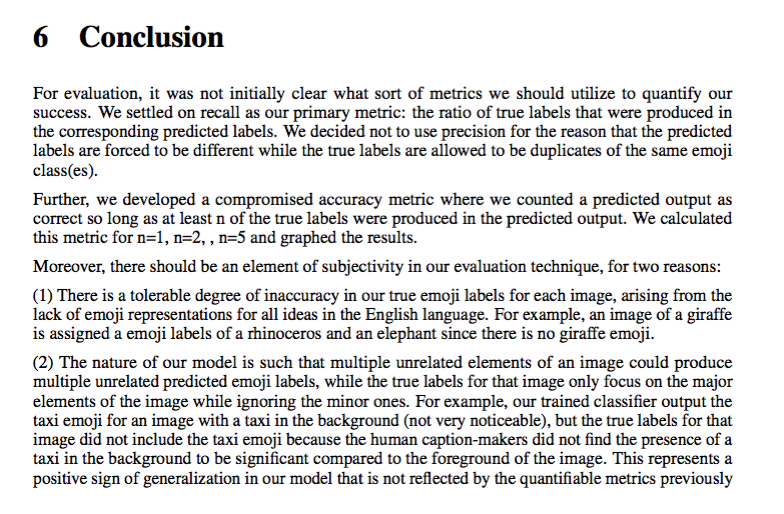 6 Conclusion
For evaluation, it was not initially clear what sort of metrics we should utilize to quantify our
success. We settled on recall as our primary metric: the ratio of true labels that were produced in
the corresponding predicted labels. We decided not to use precision for the reason that the predicted
labels are forced to be different while the true labels are allowed to be duplicates of the same emoji
class(es).
Further, we developed a compromised accuracy metric where we counted a predicted output as
correct so long as at least n of the true labels were produced in the predicted output. We calculated
this metric for n=1, n=2, , n=5 and graphed the results.
Moreover, there should be an element of subjectivity in our evaluation technique, for two reasons:
(1) There is a tolerable degree of inaccuracy in our true emoji labels for each image, arising from the
lack of emoji representations for all ideas in the English language. For example, an image of a giraffe
is assigned a emoji labels of a rhinoceros and an elephant since there is no giraffe emoji.
(2) The nature of our model is such that multiple unrelated elements of an image could produce
multiple unrelated predicted emoji labels, while the true labels for that image only focus on the major
elements of the image while ignoring the minor ones. For example, our trained classifier output the
taxi emoji for an image with a taxi in the background (not very noticeable), but the true labels for that
image did not include the taxi emoji because the human caption-makers did not find the presence of a
taxi in the background to be significant compared to the foreground of the image. This represents a
positive sign of generalization in our model that is not reflected by the quantifiable metrics previously